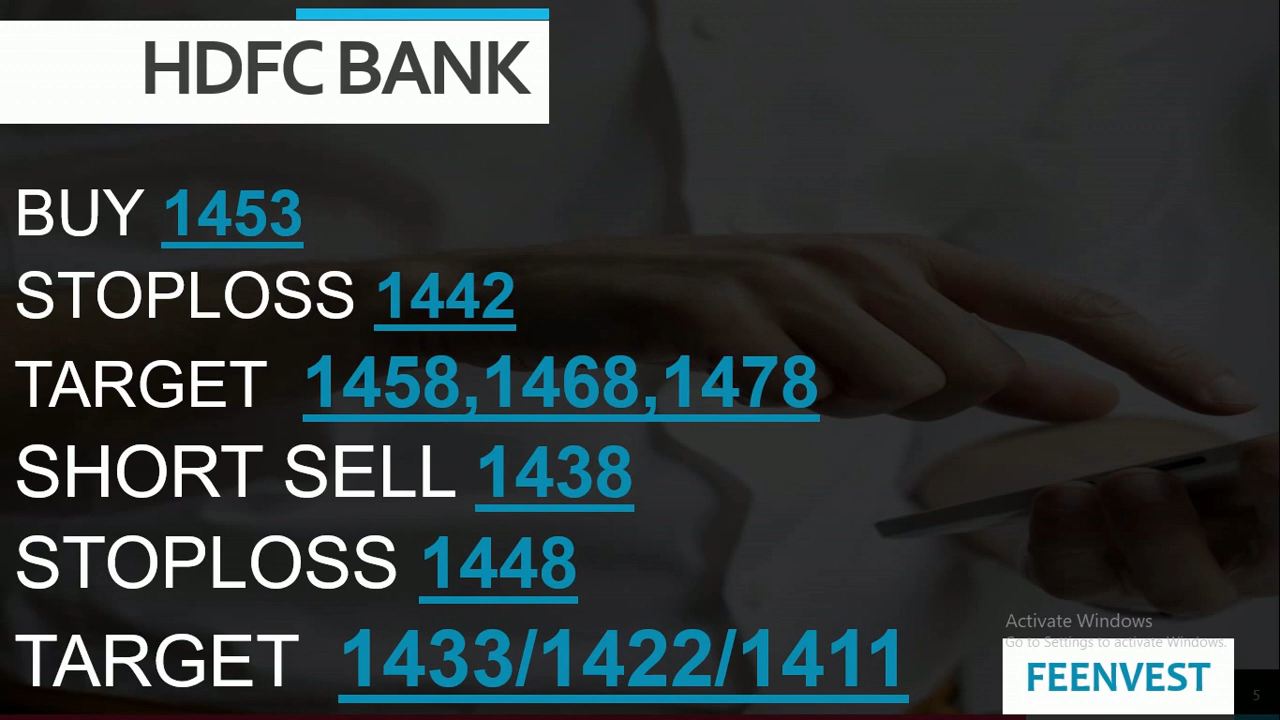 HDFC BANK
BUY 1453
STOPLOSS 1442
TARGET 1458,1468,1478
SHORT SELL 1438
STOPLOSS 1448
TARGET 1433/1422/1411
Activate Windows
Go to Settings to activate Windows.
FEENVEST
5